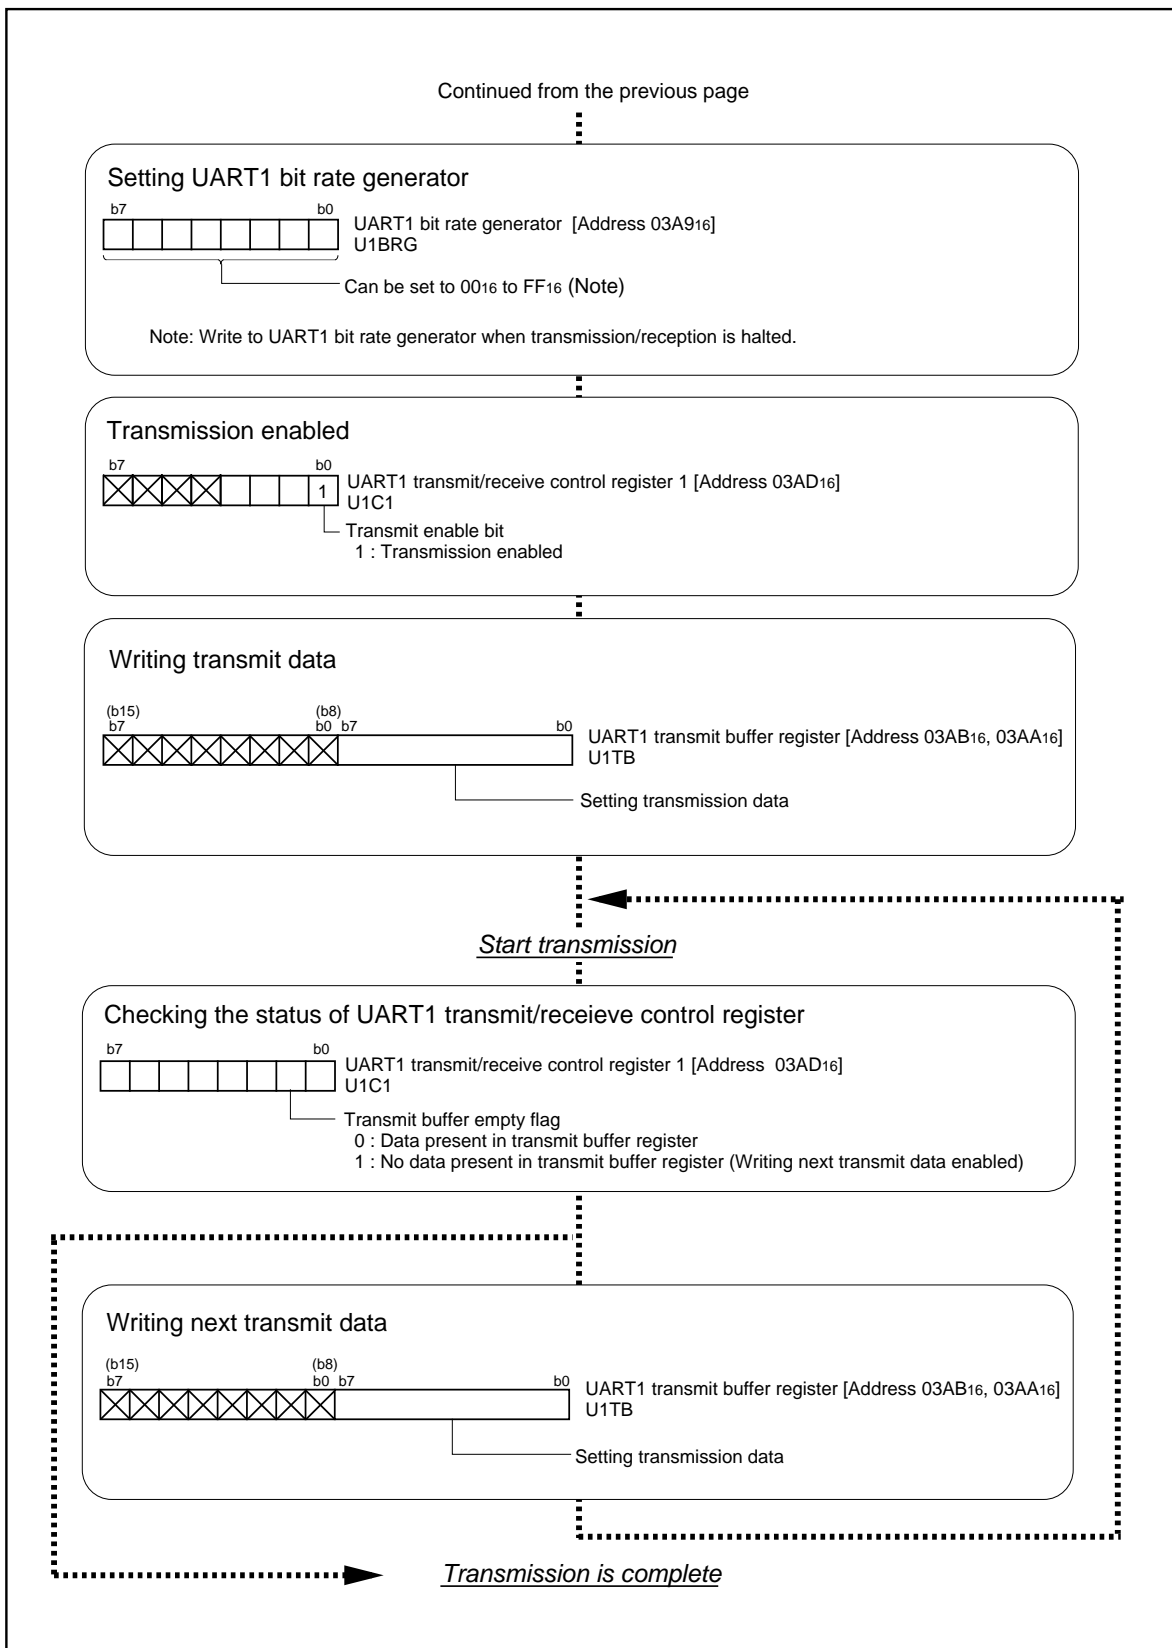 Continued from the previous page
Setting UART1 bit rate generator
b7 b0
UART1 bit rate generator [Address 03A916]
U1BRG
Can be set to 0016 to FF16 (Note)
Note: Write to UART1 bit rate generator when transmission/reception is halted.
Transmission enabled
b7 b0
1
UART1 transmit/receive control register 1 [Address 03AD16]
U1C1
Transmit enable bit
1 : Transmission enabled
Writing transmit data
(b15) (b8)
b7 b0 b7 b0
UART1 transmit buffer register [Address 03AB16, 03AA16]
U1TB
Setting transmission data
Start transmission
Checking the status of UART1 transmit/receieve control register
b7 b0
UART1 transmit/receive control register 1 [Address 03AD16]
U1C1
Transmit buffer empty flag
0 : Data present in transmit buffer register
1 : No data present in transmit buffer register (Writing next transmit data enabled)
Writing next transmit data
(b15) (b8)
b7 b0 b7 b0
UART1 transmit buffer register [Address 03AB16, 03AA16]
U1TB
Setting transmission data
Transmission is complete